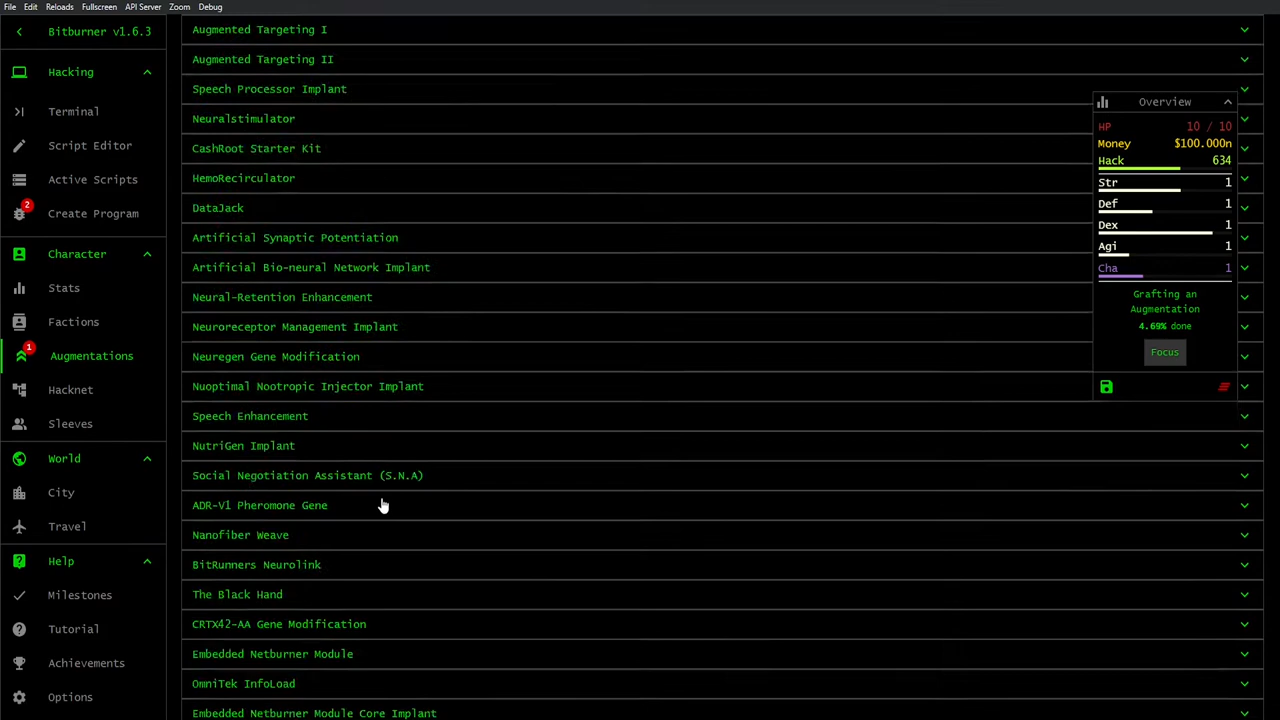 File Edit Reloads Fullscreen API Server Zoom Debug
Bitburner v1.6.3
Hacking
Terminal
Script Editor
Active Scripts
2
Create Program
Character
Stats
Factions
1
Augmentations
Hacknet
Sleeves
World
City
Travel
Help
Milestones
Tutorial
Achievements
Options
Augmented Targeting I
Augmented Targeting II
Speech Processor Implant
Neuralstimulator
CashRoot Starter Kit
HemoRecirculator
DataJack
Artificial Synaptic Potentiation
Artificial Bio-neural Network Implant
Neural-Retention Enhancement
Neuroreceptor Management Implant
Neuregen Gene Modification
Nuoptimal Nootropic Injector Implant
Speech Enhancement
NutriGen Implant
Social Negotiation Assistant (S.N.A)
ADR-V1 Pheromone Gene
Nanofiber Weave
BitRunners Neurolink
The Black Hand
CRTX42-AA Gene Modification
Embedded Netburner Module
OmniTek InfoLoad
Embedded Netburner Module Core Implant
Overview
HP 10 / 10
Money $100.000n
Hack 634
Str 1
Def 1
Dex 1
Agi 1
Cha 1
Grafting an
Augmentation
4.69% done
Focus